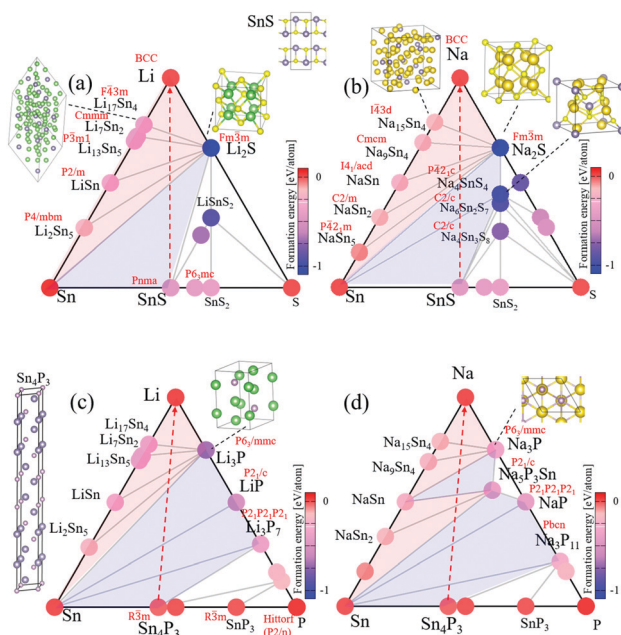 SnS
(a)
BCC
Li
F4̄3m
Li17Sn4
Cmmm
Li7Sn2
P3̄m1
Li13Sn5
P2/m
LiSn
P4/mbm
Li2Sn5
Sn
Fm3̄m
Li2S
LiSnS2
Pnma
SnS
P63mc
SnS2
S
0
-1
Formation energy [eV/atom]
(b)
BCC
Na
I4̄3d
Na15Sn4
Cmcm
Na9Sn4
I41/acd
NaSn
C2/m
NaSn2
P4̄21m
NaSn5
Sn
Fm3̄m
Na2S
P4̄21c
Na4SnS4
C2/c
Na6Sn2S7
C2/c
Na4Sn3S8
SnS
SnS2
S
0
-1
Formation energy [eV/atom]
Sn4P3
(c)
Li
Li17Sn4
Li7Sn2
Li13Sn5
LiSn
Li2Sn5
Sn
P63/mmc
Li3P
P21/c
LiP
P21P21P21
Li3P7
R3̄m
Sn4P3
R3̄m
SnP3
Hittorf
(P2/n)
P
0
-1
Formation energy [eV/atom]
(d)
Na
Na15Sn4
Na9Sn4
NaSn
NaSn2
Sn
P63/mmc
Na3P
P21/c
Na5P3Sn
P21P21P21
NaP
Pbcn
Na3P11
Sn4P3
SnP3
P
0
-1
Formation energy [eV/atom]